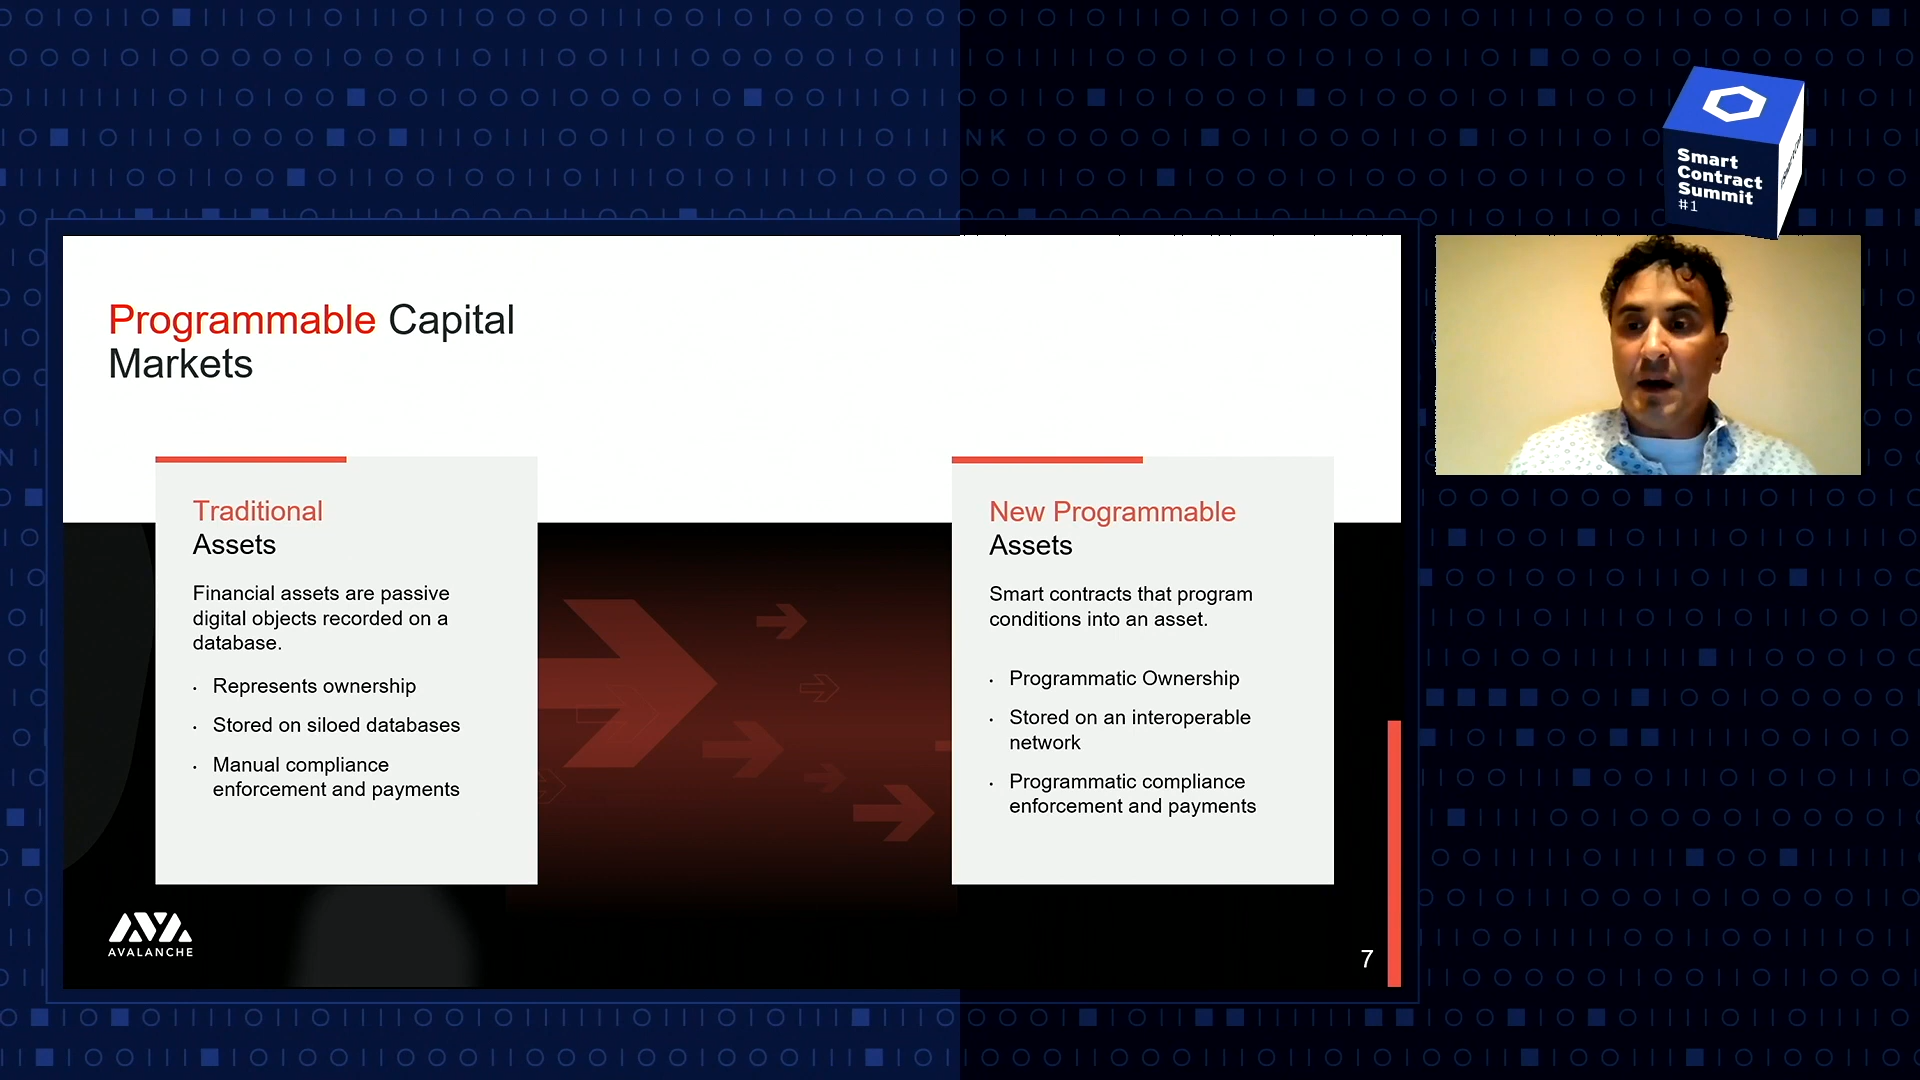 Smart
Contract
Summit
#1
Programmable Capital
Markets
Traditional
Assets
Financial assets are passive
digital objects recorded on a
database.
· Represents ownership
· Stored on siloed databases
· Manual compliance
enforcement and payments
New Programmable
Assets
Smart contracts that program
conditions into an asset.
· Programmatic Ownership
· Stored on an interoperable
network
· Programmatic compliance
enforcement and payments
AVALANCHE
7